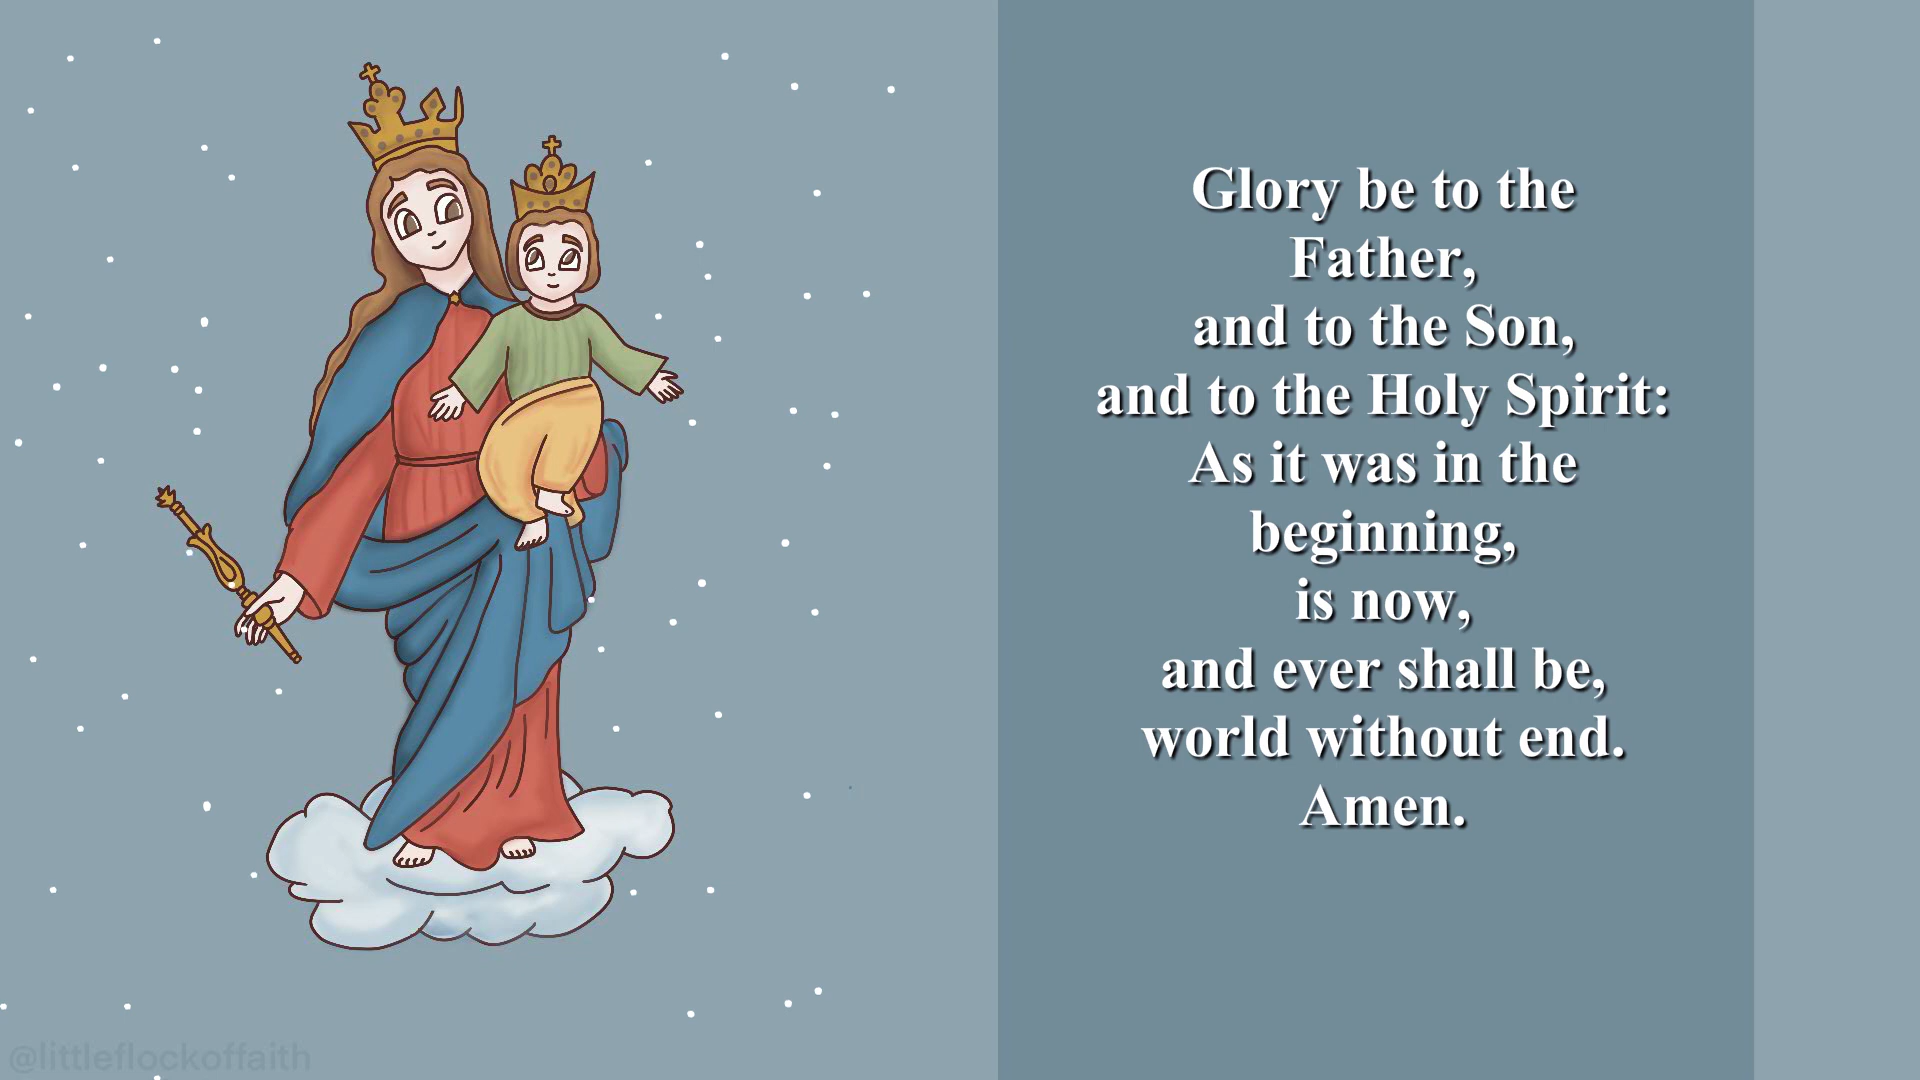 Glory be to the
Father,
and to the Son,
and to the Holy Spirit:
As it was in the
beginning,
is now,
and ever shall be,
world without end.
Amen.
@littleflockoffaith